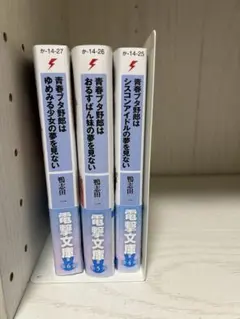 か-14-27
青春ブタ野郎は
ゆめみる少女の夢を見ない
鴨志田 一
電撃文庫
か-14-26
青春ブタ野郎は
おるすばん妹の夢を見ない
鴨志田 一
電撃文庫
か-14-25
青春ブタ野郎は
シスコンアイドルの夢を見ない
鴨志田 一
電撃文庫